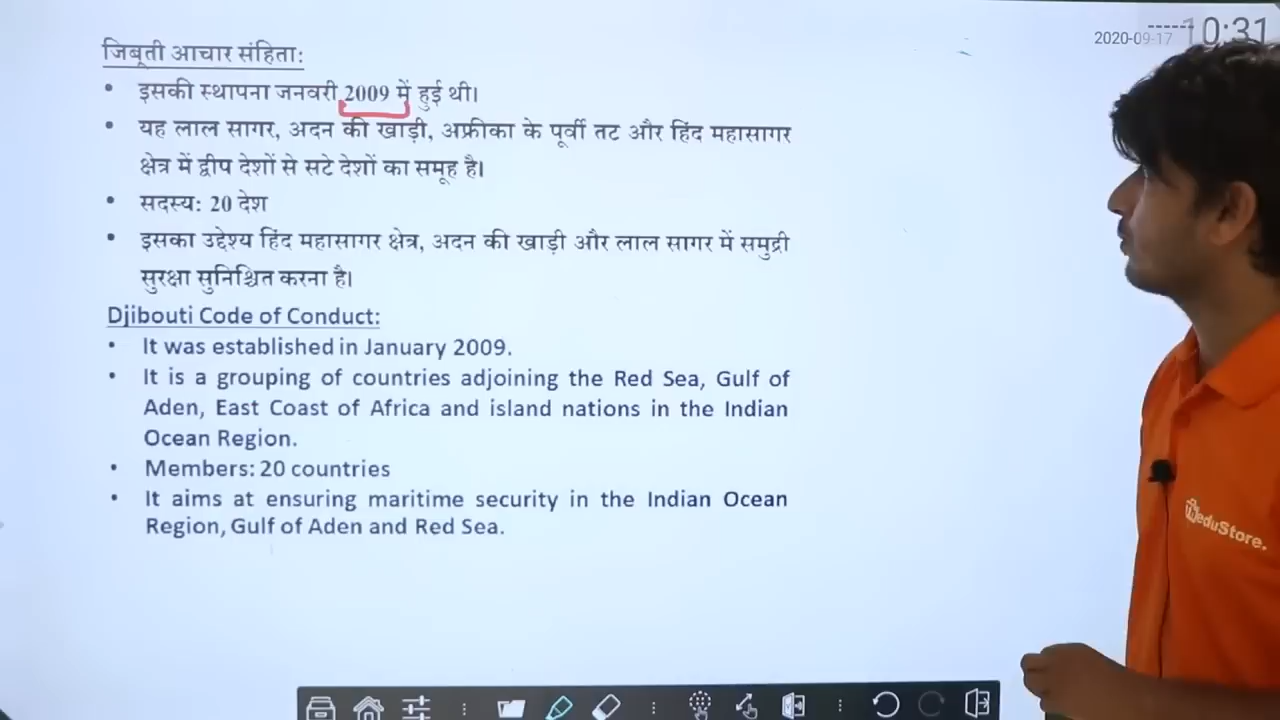 2020-09-17 10:31
जिबूती आचार संहिता:
• इसकी स्थापना जनवरी 2009 में हुई थी।
• यह लाल सागर, अदन की खाड़ी, अफ्रीका के पूर्वी तट और हिंद महासागर
क्षेत्र में द्वीप देशों से सटे देशों का समूह है।
• सदस्य: 20 देश
• इसका उद्देश्य हिंद महासागर क्षेत्र, अदन की खाड़ी और लाल सागर में समुद्री
सुरक्षा सुनिश्चित करना है।
Djibouti Code of Conduct:
• It was established in January 2009.
• It is a grouping of countries adjoining the Red Sea, Gulf of
Aden, East Coast of Africa and island nations in the Indian
Ocean Region.
• Members: 20 countries
• It aims at ensuring maritime security in the Indian Ocean
Region, Gulf of Aden and Red Sea.
TheduStore.